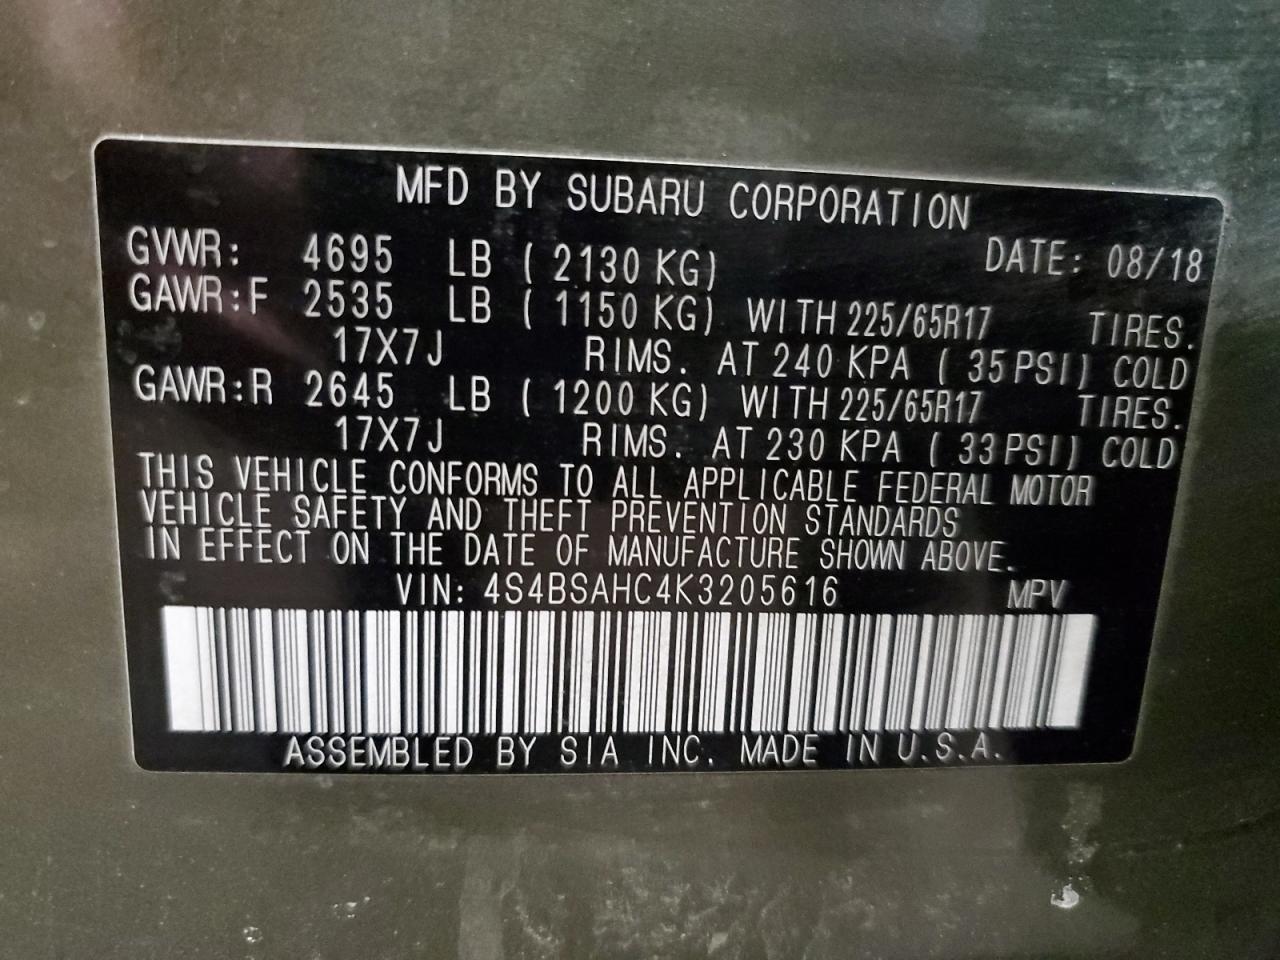 MFD BY SUBARU CORPORATION
GVWR: 4695 LB ( 2130 KG) DATE: 08/18
GAWR:F 2535 LB ( 1150 KG) WITH 225/65R17 TIRES.
17X7J RIMS. AT 240 KPA ( 35 PSI) COLD
GAWR:R 2645 LB ( 1200 KG) WITH 225/65R17 TIRES.
17X7J RIMS. AT 230 KPA ( 33 PSI) COLD
THIS VEHICLE CONFORMS TO ALL APPLICABLE FEDERAL MOTOR
VEHICLE SAFETY AND THEFT PREVENTION STANDARDS
IN EFFECT ON THE DATE OF MANUFACTURE SHOWN ABOVE.
VIN: 4S4BSAHC4K3205616 MPV
ASSEMBLED BY SIA INC. MADE IN U.S.A.